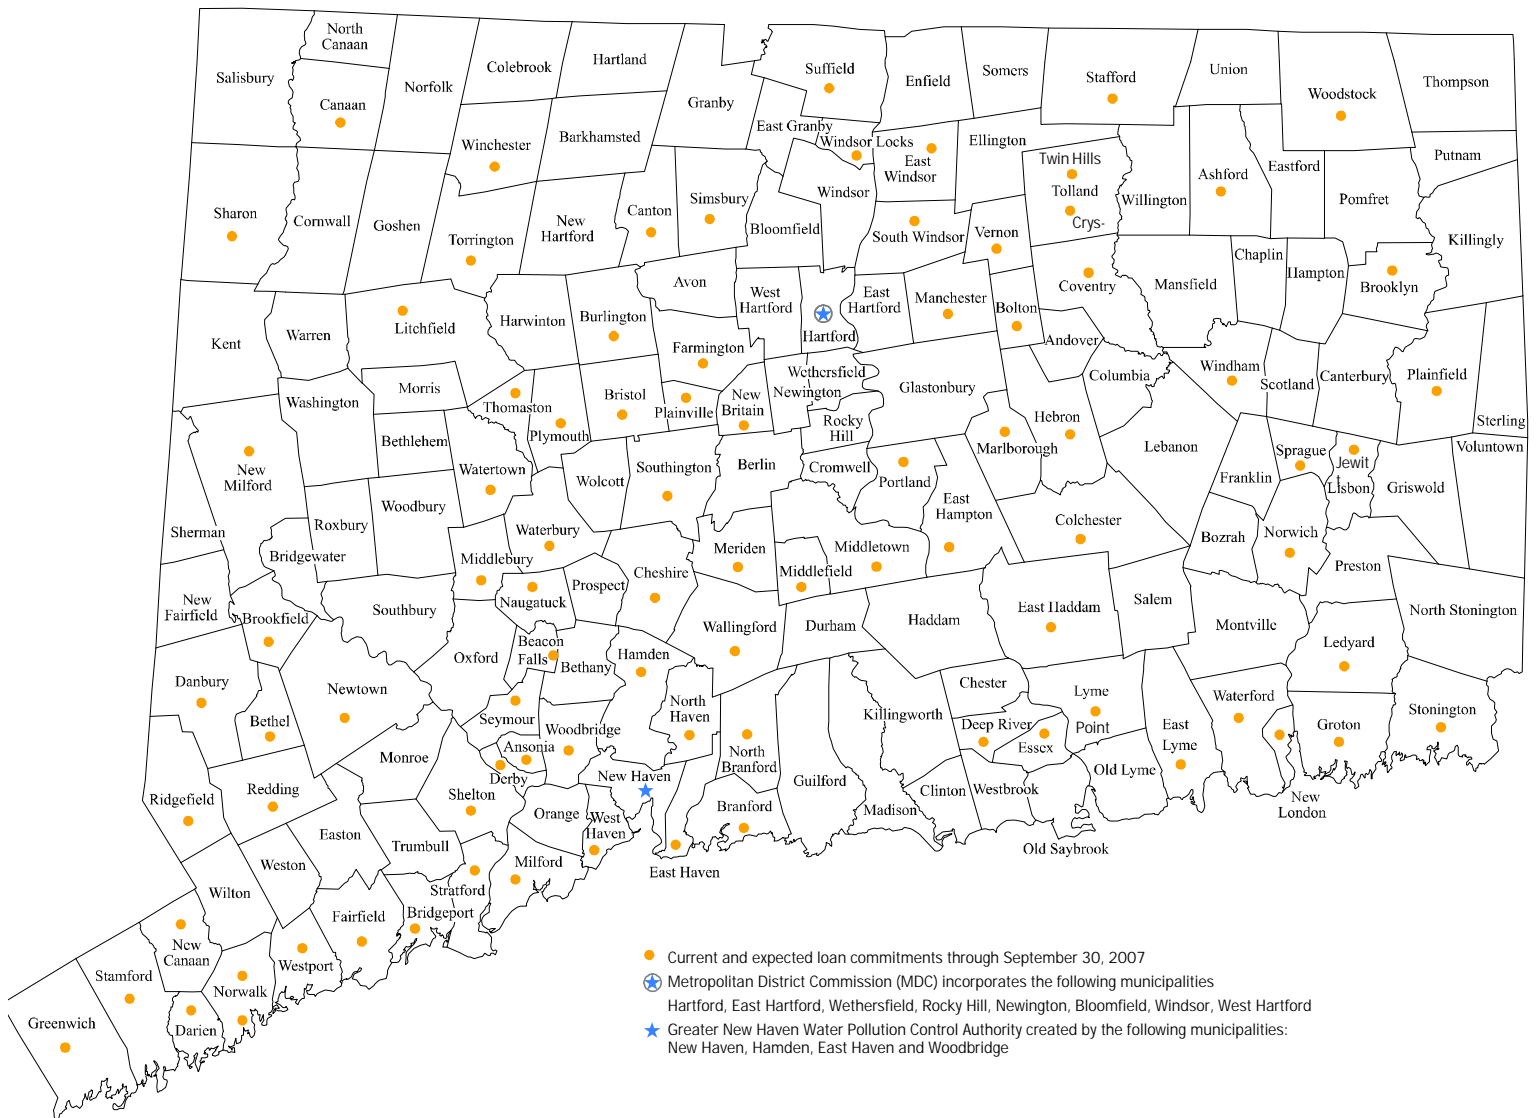 North
Canaan
Salisbury
Canaan
Norfolk
Colebrook
Hartland
Granby
Suffield
Enfield
Somers
Stafford
Union
Woodstock
Thompson
Winchester
Barkhamsted
East Granby
Windsor Locks
East
Windsor
Ellington
Twin Hills
Tolland
Crys-
Willington
Ashford
Eastford
Pomfret
Putnam
Killingly
Sharon
Cornwall
Goshen
Torrington
New
Hartford
Canton
Simsbury
Bloomfield
Windsor
South Windsor
Vernon
Coventry
Mansfield
Chaplin
Hampton
Brooklyn
Kent
Warren
Litchfield
Harwinton
Burlington
Avon
West
Hartford
Hartford
East
Hartford
Manchester
Bolton
Andover
Columbia
Windham
Scotland
Canterbury
Plainfield
Sterling
Washington
Morris
Bethlehem
Thomaston
Plymouth
Bristol
Farmington
Plainville
New
Britain
Wethersfield
Newington
Rocky
Hill
Glastonbury
Hebron
Marlborough
Lebanon
Franklin
Sprague
Jewit
t
Lisbon
Griswold
Voluntown
New
Milford
Sherman
Bridgewater
Roxbury
Woodbury
Watertown
Waterbury
Wolcott
Southington
Berlin
Cromwell
Portland
East
Hampton
Colchester
Bozrah
Norwich
Preston
North Stonington
New
Fairfield
Brookfield
Southbury
Middlebury
Naugatuck
Prospect
Cheshire
Meriden
Middlefield
Middletown
Durham
Haddam
East Haddam
Salem
Montville
Ledyard
Danbury
Bethel
Newtown
Oxford
Beacon
Falls
Bethany
Hamden
Wallingford
North
Haven
North
Branford
Killingworth
Chester
Deep River
Essex
Lyme
Point
East
Lyme
Waterford
Groton
Stonington
New
London
Ridgefield
Redding
Monroe
Seymour
Ansonia
Derby
Woodbridge
New Haven
Shelton
Orange
West
Haven
East Haven
Branford
Guilford
Madison
Clinton
Westbrook
Old Saybrook
Old Lyme
Easton
Trumbull
Weston
Wilton
Fairfield
Stratford
Bridgeport
Milford
New
Canaan
Westport
Norwalk
Stamford
Darien
Greenwich
Current and expected loan commitments through September 30, 2007
Metropolitan District Commission (MDC) incorporates the following municipalities
Hartford, East Hartford, Wethersfield, Rocky Hill, Newington, Bloomfield, Windsor, West Hartford
Greater New Haven Water Pollution Control Authority created by the following municipalities:
New Haven, Hamden, East Haven and Woodbridge